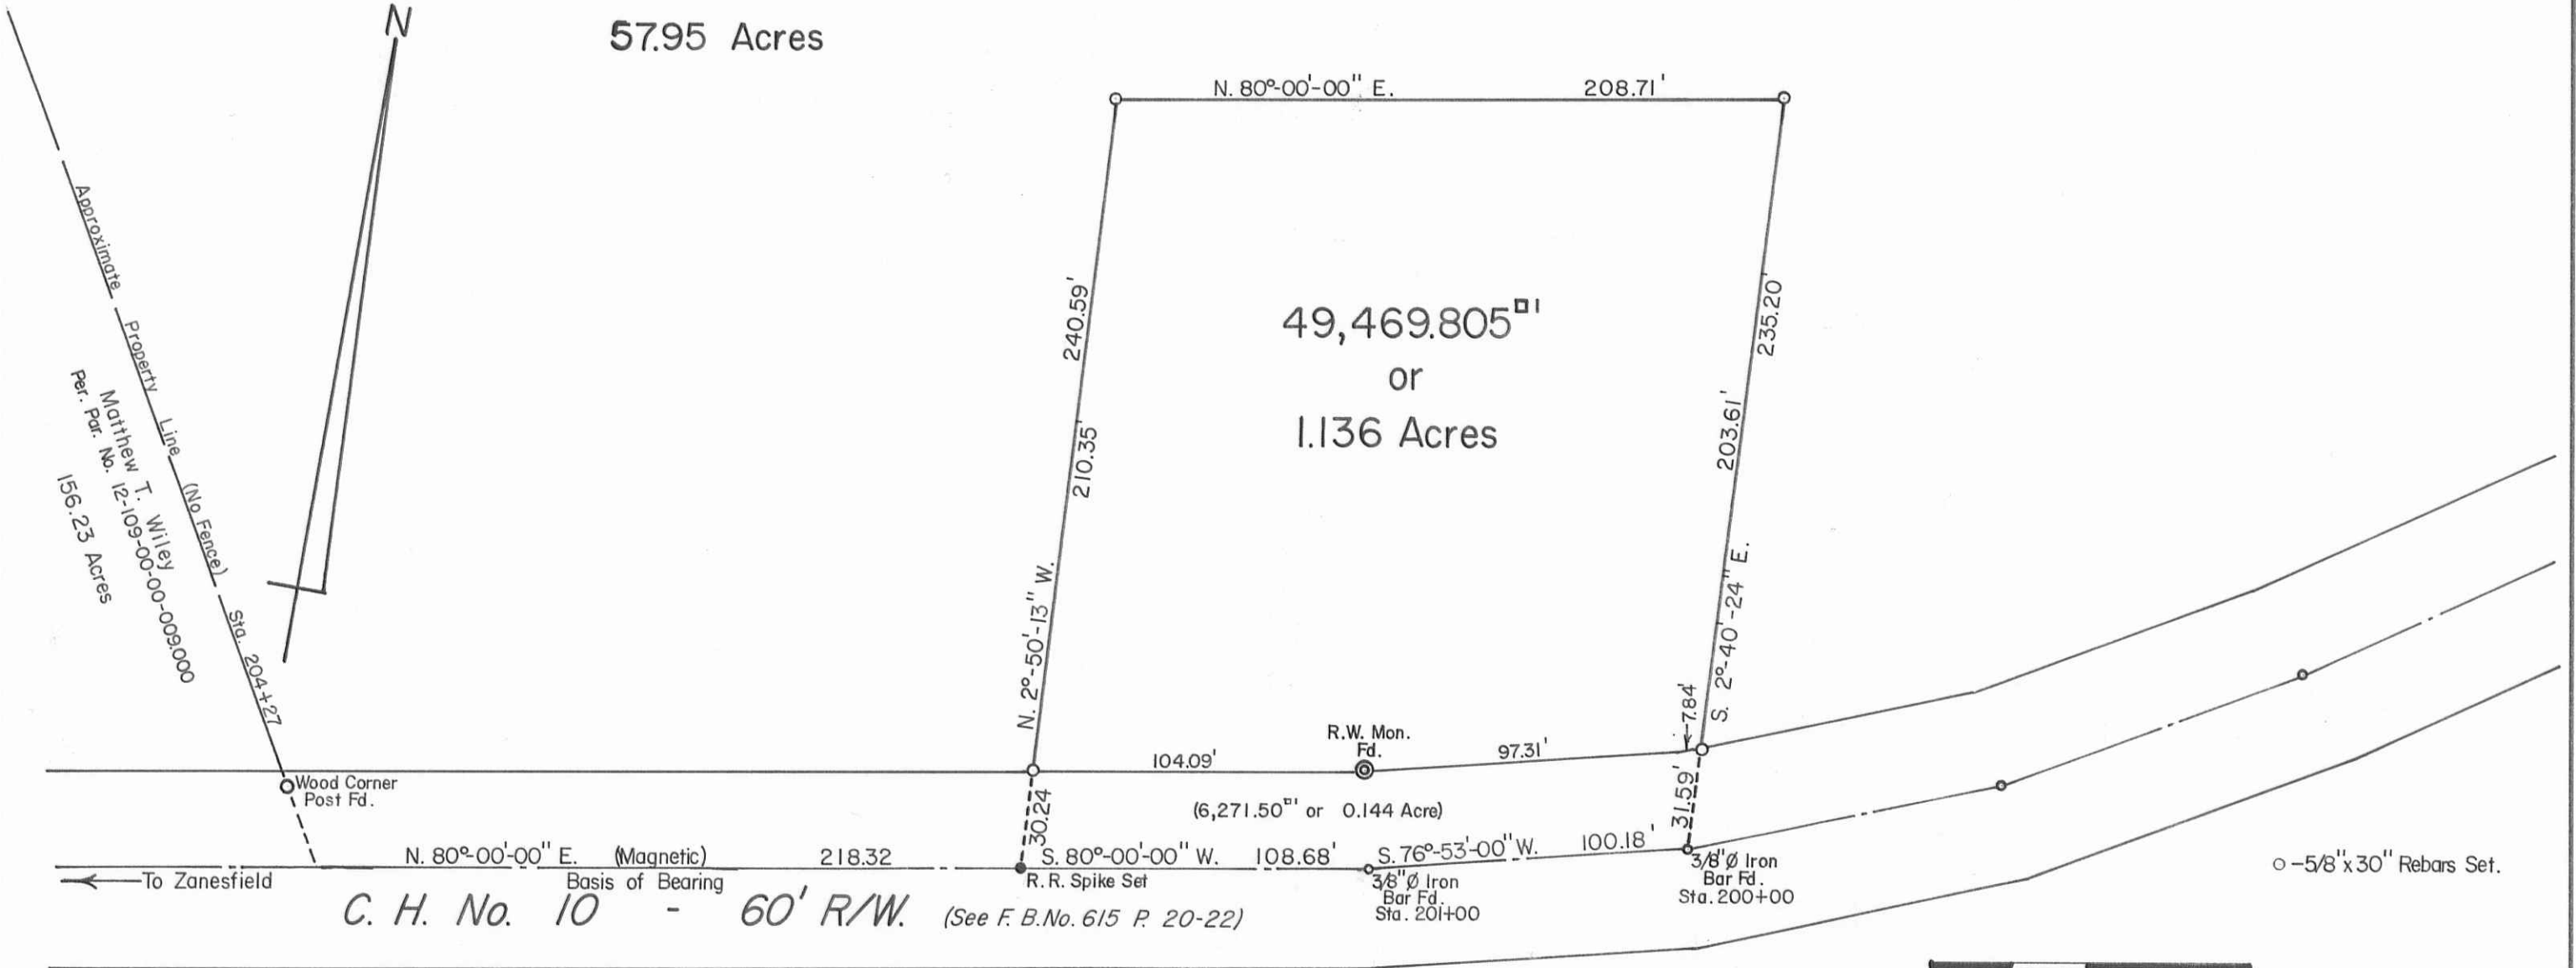 N
57.95 Acres
N. 80°-00'-00" E.
208.71'
Approximate Property Line (No Fence) Sta. 204+27
Matthew T. Wiley
Per. Par. No. 12-109-00-00-009.000
156.23 Acres
240.59'
210.35'
N. 2°-50'-13" W.
49,469.805□'
or
1.136 Acres
235.20'
203.61'
S. 2°-40'-24" E.
7.84'
31.59'
R.W. Mon.
Fd.
104.09'
97.31'
Wood Corner
Post Fd.
30.24
(6,271.50□' or 0.144 Acre)
N. 80°-00'-00" E. (Magnetic) 218.32
S. 80°-00'-00" W. 108.68'
S. 76°-53'-00" W. 100.18'
To Zanesfield
Basis of Bearing
R.R. Spike Set
3/8"Ø Iron
Bar Fd.
Sta. 201+00
3/8"Ø Iron
Bar Fd.
Sta. 200+00
○-5/8"x30" Rebars Set.
C. H. No. 10 - 60' R/W. (See F. B. No. 615 P. 20-22)